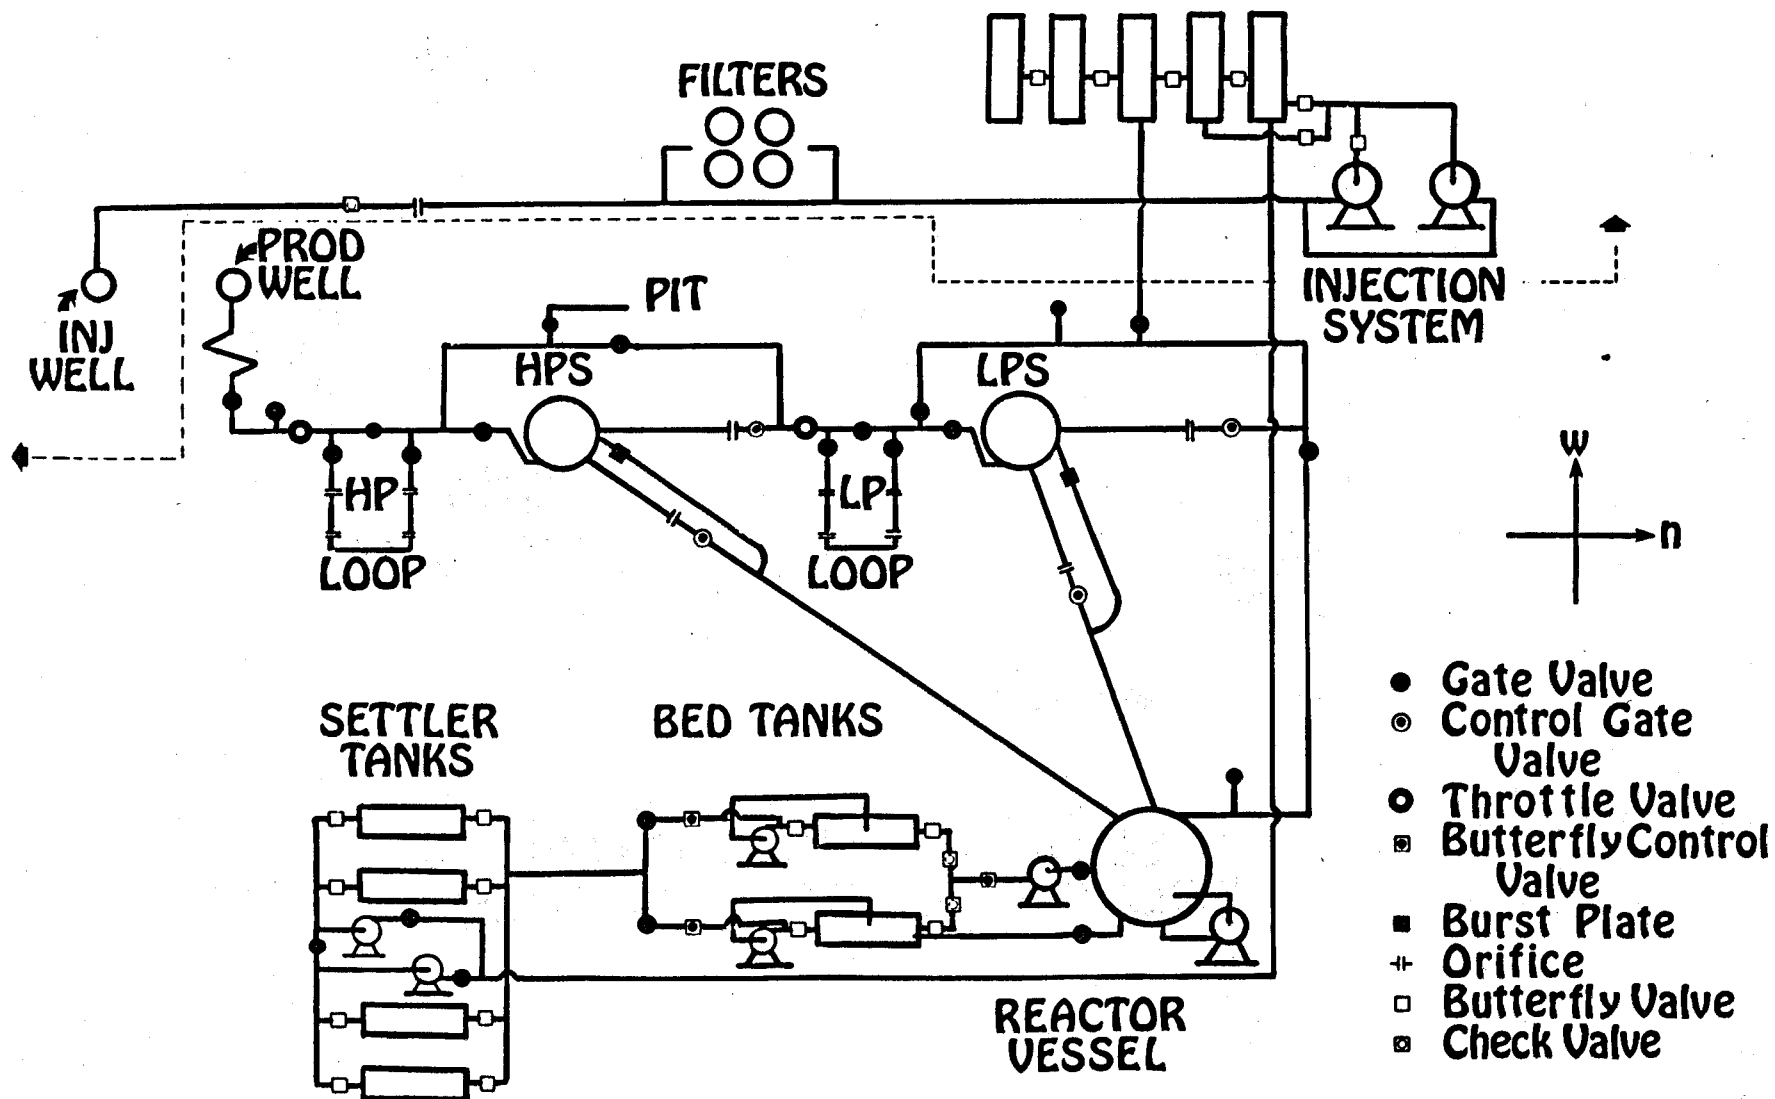 FILTERS
PROD
WELL
INJ
WELL
PIT
HPS
LPS
INJECTION
SYSTEM
HP
LOOP
LP
LOOP
W
n
SETTLER
TANKS
BED TANKS
REACTOR
VESSEL
Gate Valve
Control Gate
Valve
Throttle Valve
Butterfly Control
Valve
Burst Plate
Orifice
Butterfly Valve
Check Valve